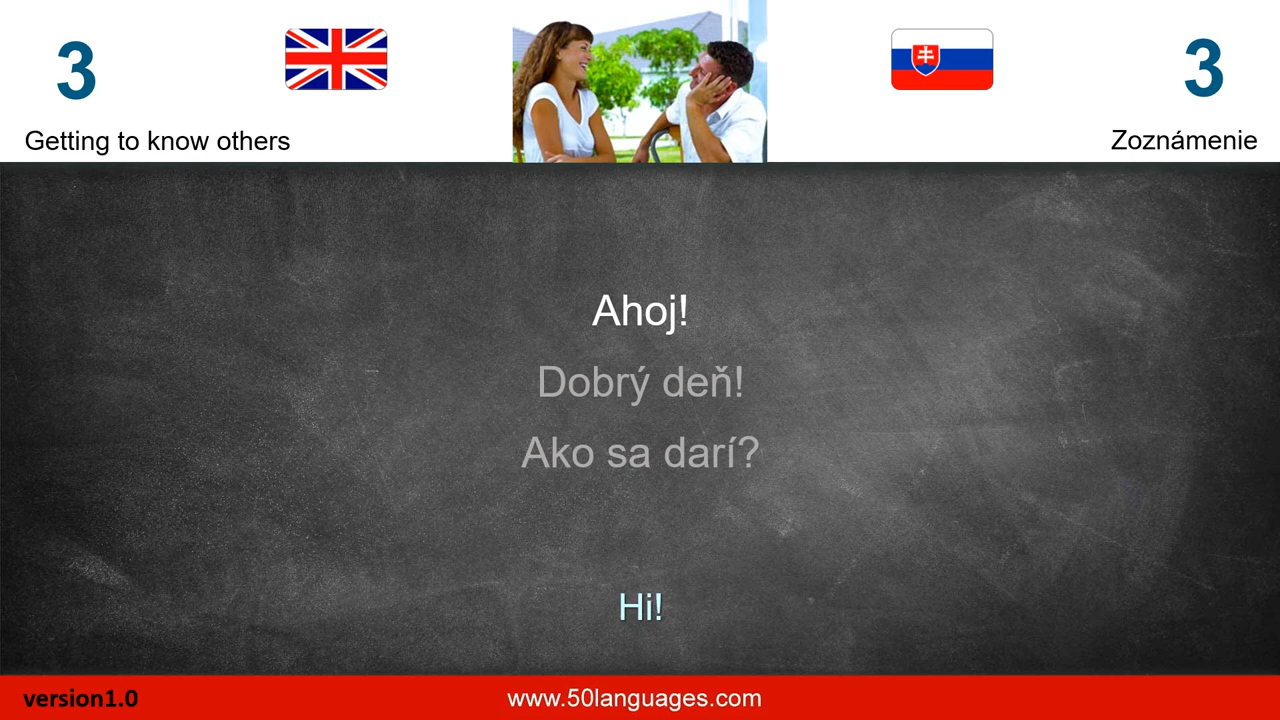 3
3
Getting to know others
Zoznámenie
Ahoj!
Dobrý deň!
Ako sa darí?
Hi!
version1.0
www.50languages.com